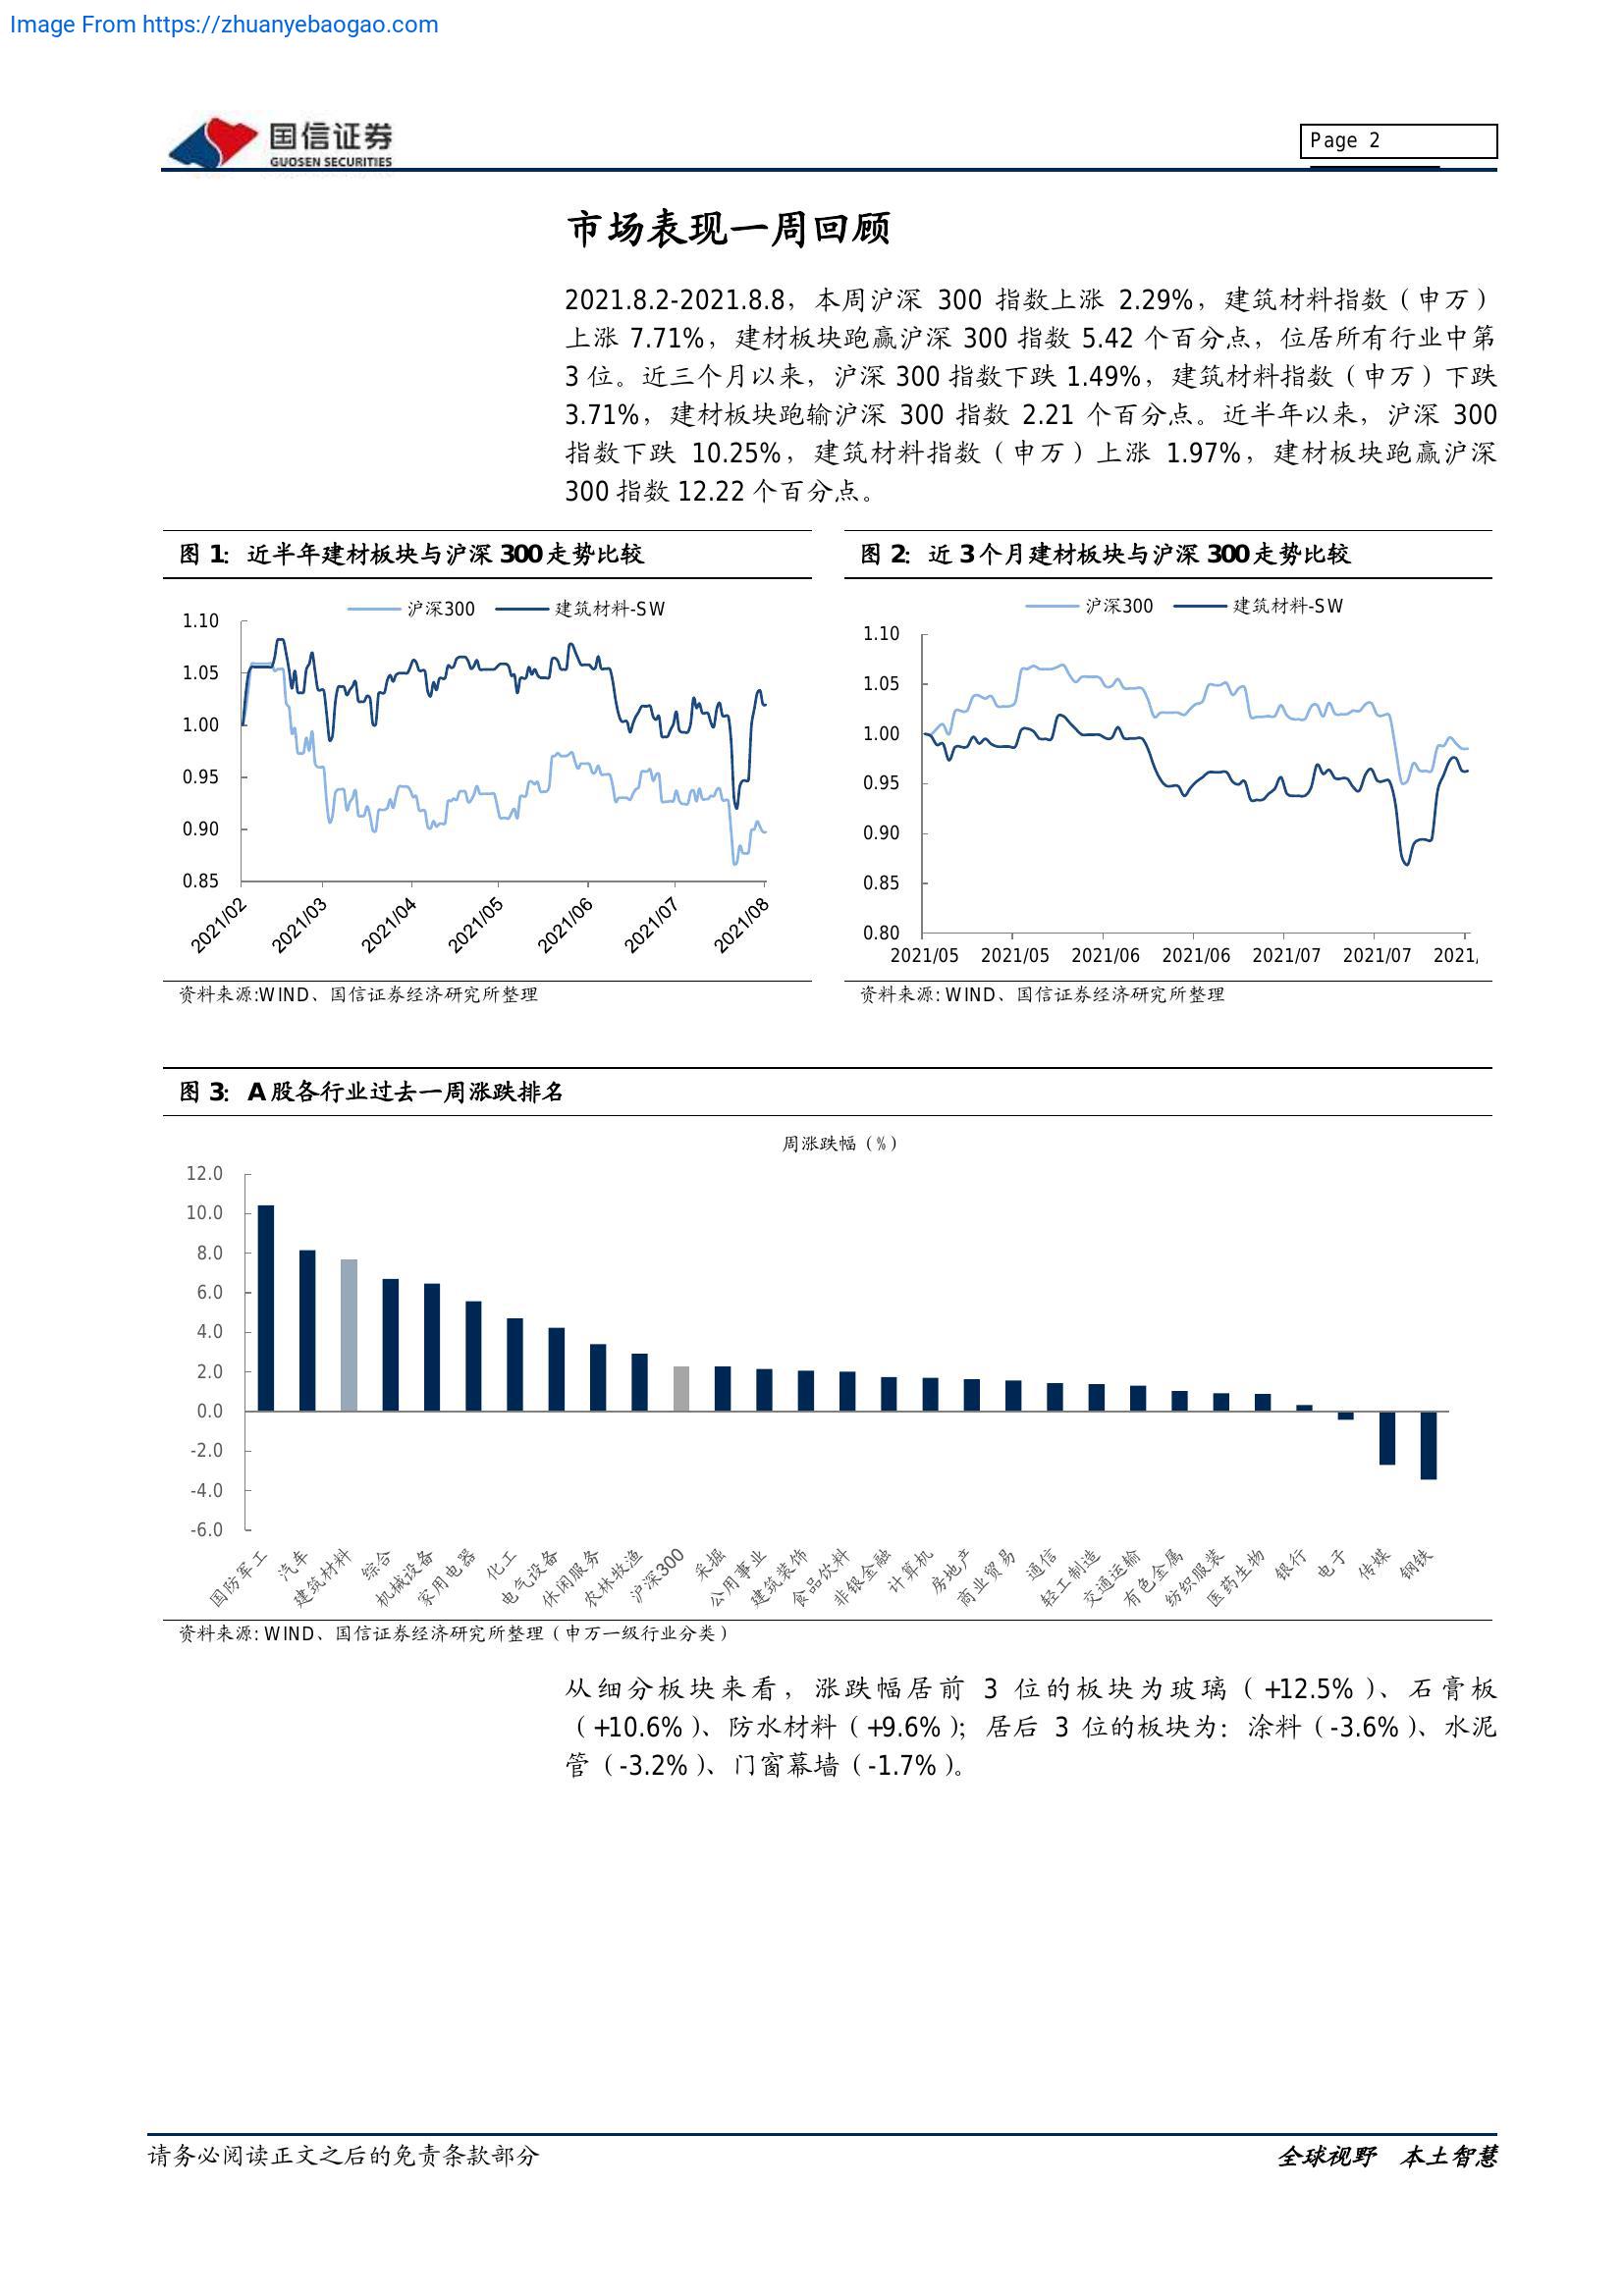 Image From https://zhuanyebaogao.com
国信证券
GUOSEN SECURITIES
Page 2
市场表现一周回顾
2021.8.2-2021.8.8，本周沪深 300 指数上涨 2.29%，建筑材料指数（申万）
上涨 7.71%，建材板块跑赢沪深 300 指数 5.42 个百分点，位居所有行业中第
3 位。近三个月以来，沪深 300 指数下跌 1.49%，建筑材料指数（申万）下跌
3.71%，建材板块跑输沪深 300 指数 2.21 个百分点。近半年以来，沪深 300
指数下跌 10.25%，建筑材料指数（申万）上涨 1.97%，建材板块跑赢沪深
300 指数 12.22 个百分点。
图 1：近半年建材板块与沪深 300 走势比较
沪深300 建筑材料-SW
1.10
1.05
1.00
0.95
0.90
0.85
2021/02 2021/03 2021/04 2021/05 2021/06 2021/07 2021/08
资料来源:WIND、国信证券经济研究所整理
图 2：近 3 个月建材板块与沪深 300 走势比较
沪深300 建筑材料-SW
1.10
1.05
1.00
0.95
0.90
0.85
0.80
2021/05 2021/05 2021/06 2021/06 2021/07 2021/07 2021/
资料来源: WIND、国信证券经济研究所整理
图 3：A 股各行业过去一周涨跌排名
周涨跌幅（%）
12.0
10.0
8.0
6.0
4.0
2.0
0.0
-2.0
-4.0
-6.0
国防军工 汽车 建筑材料 综合 机械设备 家用电器 化工 电气设备 休闲服务 农林牧渔 沪深300 采掘 公用事业 建筑装饰 食品饮料 非银金融 计算机 房地产 商业贸易 通信 轻工制造 交通运输 有色金属 纺织服装 医药生物 银行 电子 传媒 钢铁
资料来源: WIND、国信证券经济研究所整理（申万一级行业分类）
从细分板块来看，涨跌幅居前 3 位的板块为玻璃（+12.5%）、石膏板
（+10.6%）、防水材料（+9.6%）；居后 3 位的板块为：涂料（-3.6%）、水泥
管（-3.2%）、门窗幕墙（-1.7%）。
请务必阅读正文之后的免责条款部分
全球视野 本土智慧